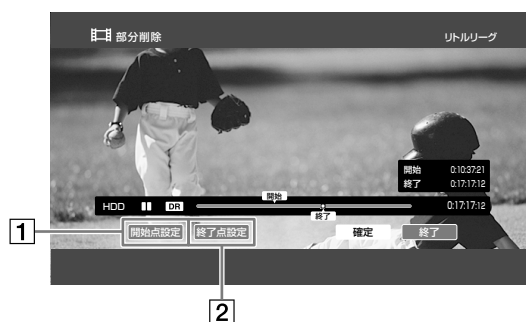 部分削除
リトルリーグ
開始 0:10:37:21
終了 0:17:17:12
開始
HDD DR 0:17:17:12
終了
1 開始点設定 終了点設定 確定 終了
2